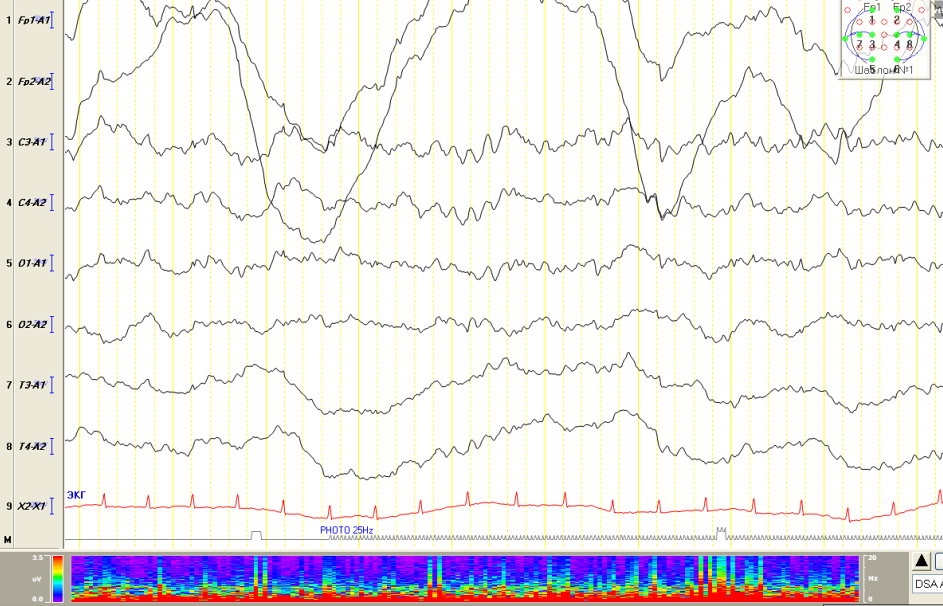 1 Fp1-A1
2 Fp2-A2
3 C3-A1
4 C4-A2
5 O1-A1
6 O2-A2
7 T3-A1
8 T4-A2
9 X2-X1
M
ЭКГ
PHOTO 25Hz
Fp1 Fp2
1 2
7 3 4 8
5 6
Шаблон №1
3.5
uV
0.0
20
Hz
0
DSA